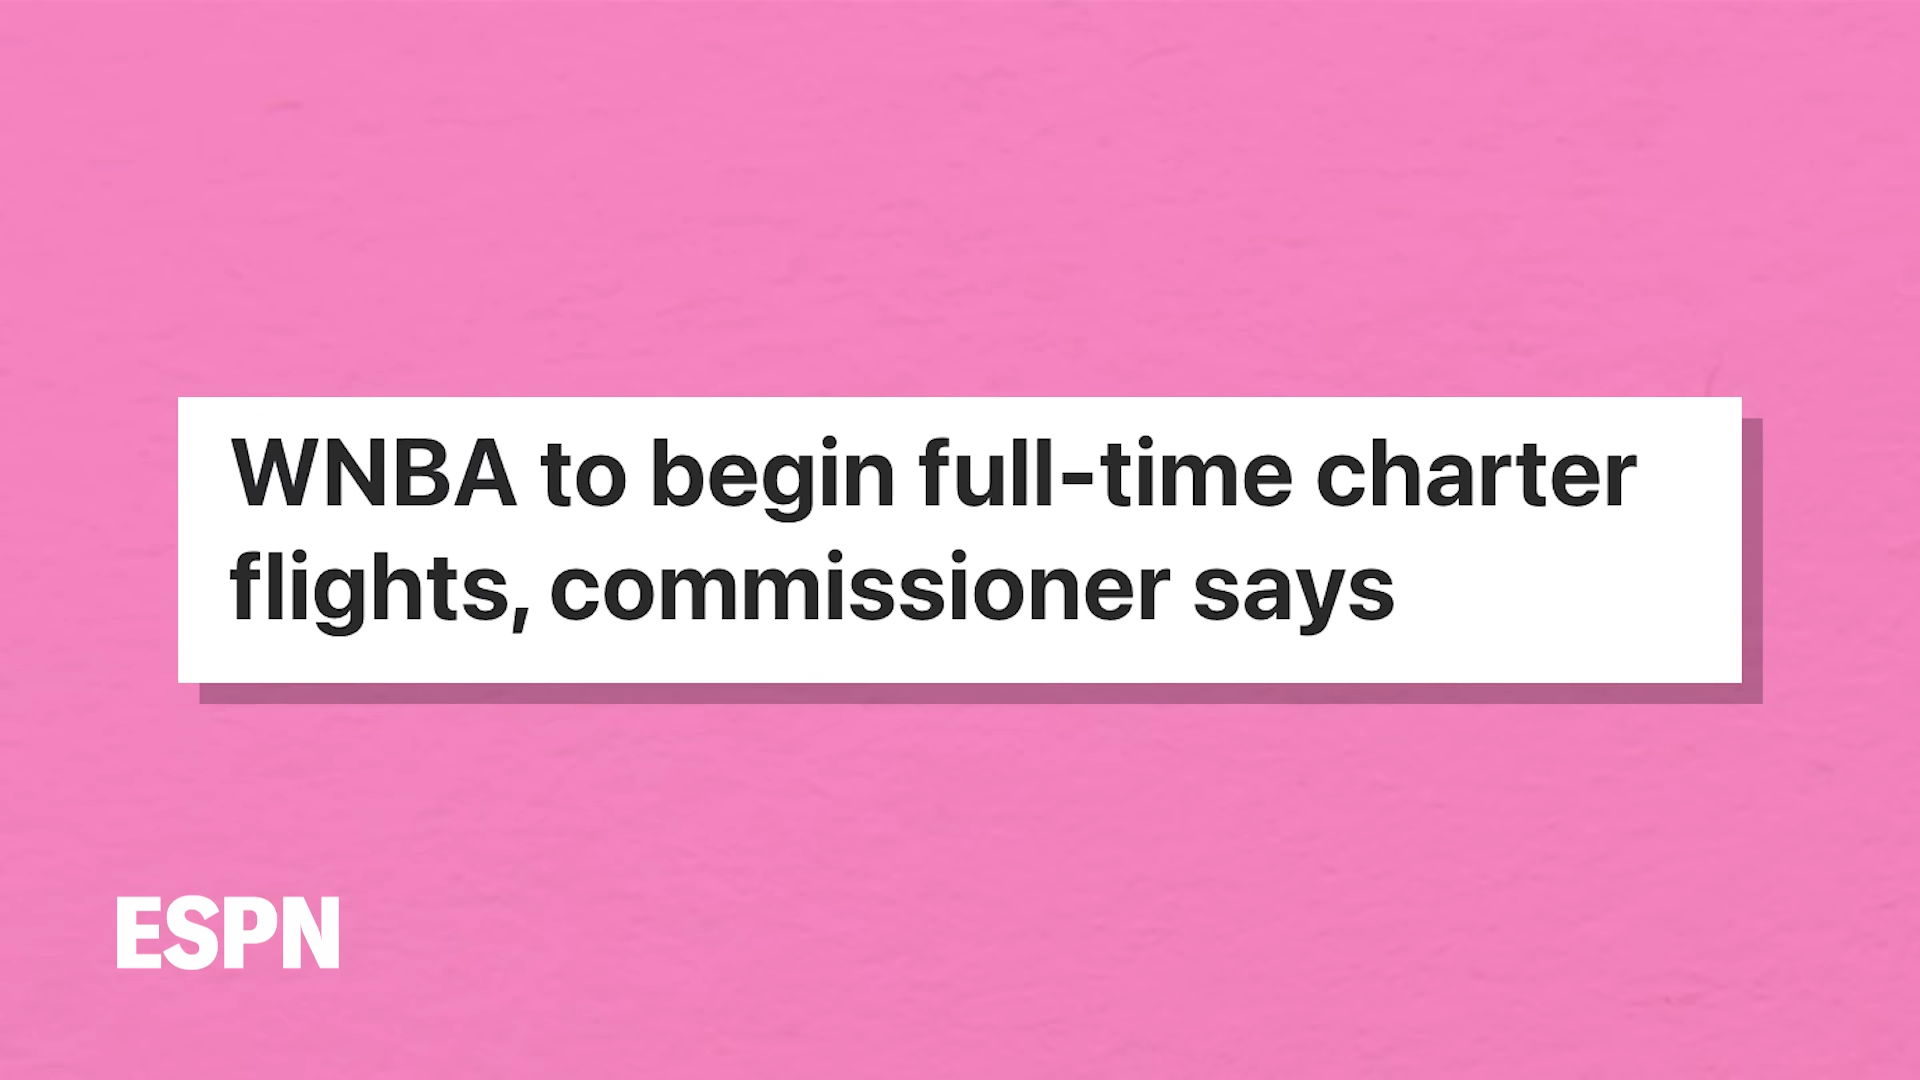 WNBA to begin full-time charter
flights, commissioner says
ESPN